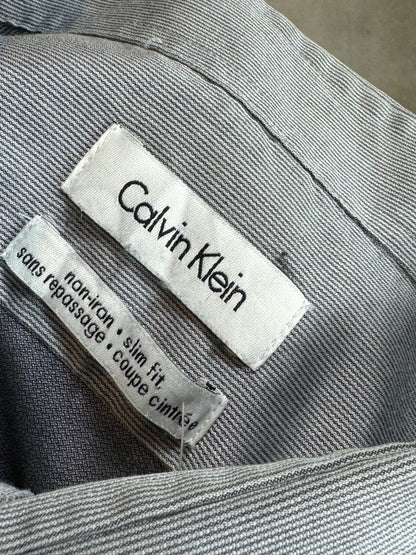 Calvin Klein
non-iron • slim fit
sans repassage • coupe cintrée